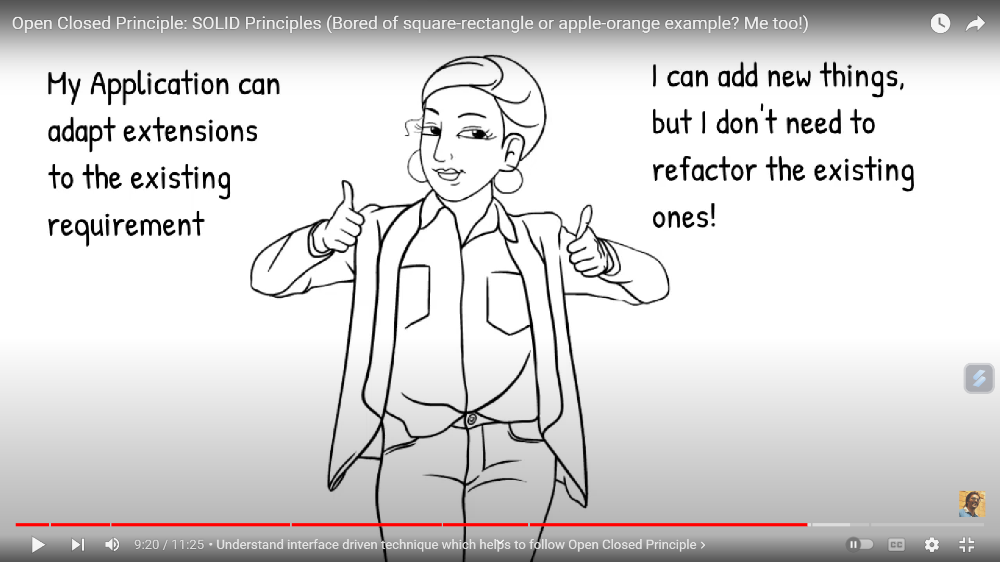 Open Closed Principle: SOLID Principles (Bored of square-rectangle or apple-orange example? Me too!)
My Application can
adapt extensions
to the existing
requirement
I can add new things,
but I don't need to
refactor the existing
ones!
9:20 / 11:25 • Understand interface driven technique which helps to follow Open Closed Principle >
CC